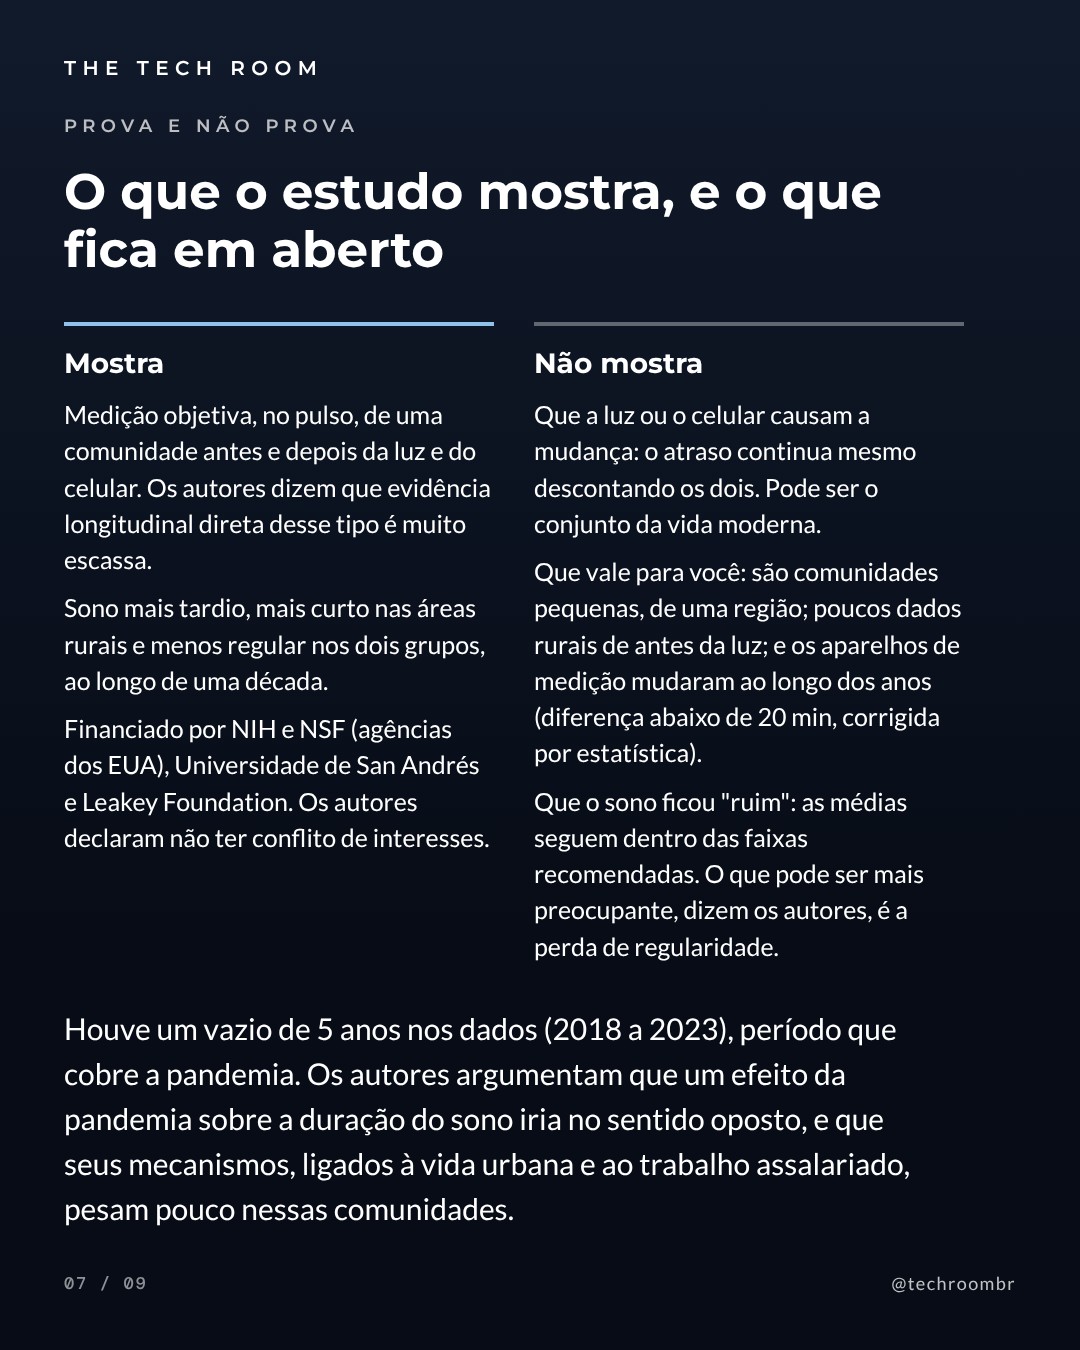 THE TECH ROOM
PROVA E NÃO PROVA
O que o estudo mostra, e o que
fica em aberto
Mostra
Medição objetiva, no pulso, de uma
comunidade antes e depois da luz e do
celular. Os autores dizem que evidência
longitudinal direta desse tipo é muito
escassa.
Sono mais tardio, mais curto nas áreas
rurais e menos regular nos dois grupos,
ao longo de uma década.
Financiado por NIH e NSF (agências
dos EUA), Universidade de San Andrés
e Leakey Foundation. Os autores
declaram não ter conflito de interesses.
Não mostra
Que a luz ou o celular causam a
mudança: o atraso continua mesmo
descontando os dois. Pode ser o
conjunto da vida moderna.
Que vale para você: são comunidades
pequenas, de uma região; poucos dados
rurais de antes da luz; e os aparelhos de
medição mudaram ao longo dos anos
(diferença abaixo de 20 min, corrigida
por estatística).
Que o sono ficou "ruim": as médias
seguem dentro das faixas
recomendadas. O que pode ser mais
preocupante, dizem os autores, é a
perda de regularidade.
Houve um vazio de 5 anos nos dados (2018 a 2023), período que
cobre a pandemia. Os autores argumentam que um efeito da
pandemia sobre a duração do sono iria no sentido oposto, e que
seus mecanismos, ligados à vida urbana e ao trabalho assalariado,
pesam pouco nessas comunidades.
07 / 09
@techroombr